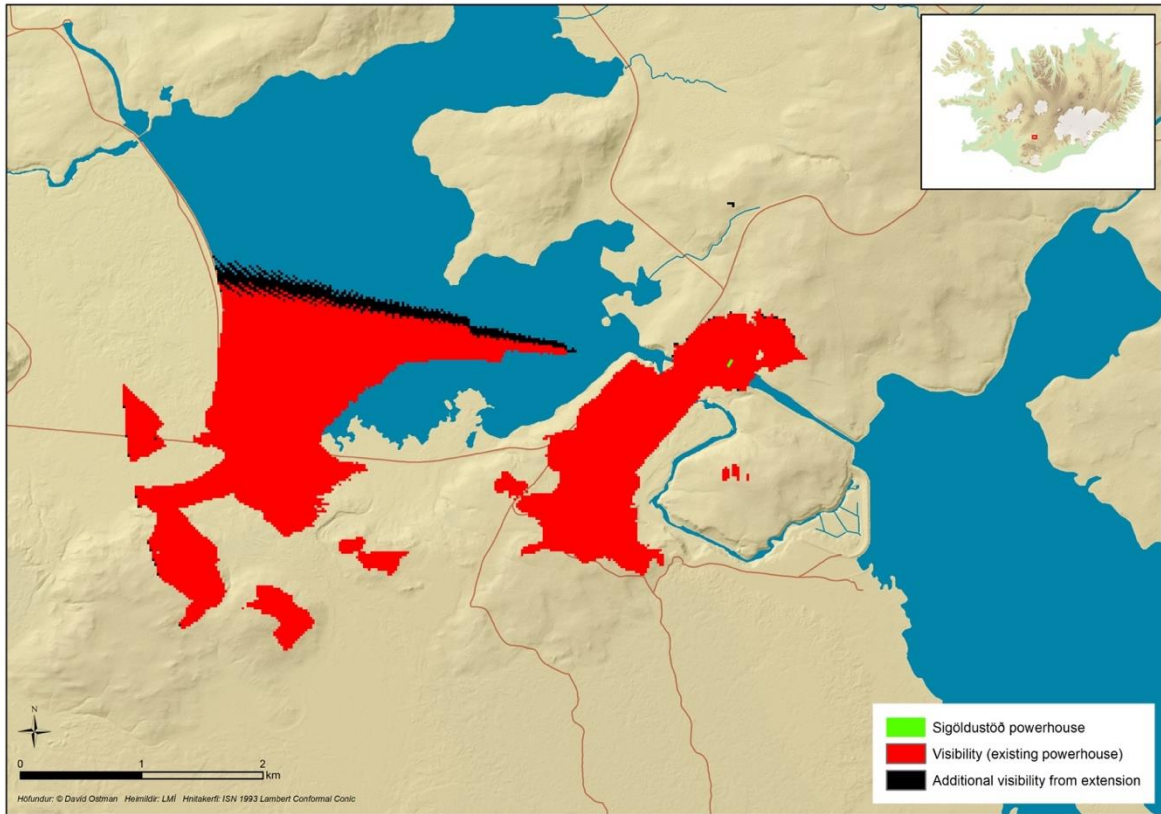 Sigöldustöð powerhouse
Visibility (existing powerhouse)
Additional visibility from extension
N
0 1 2
km
Höfundur: © David Ostman Heimildir: LMÍ Hnitakerfi: ISN 1993 Lambert Conformal Conic